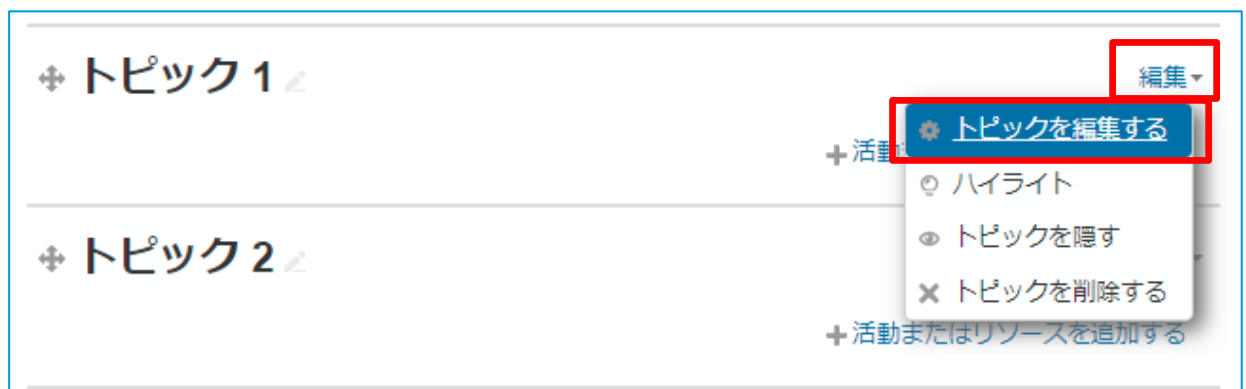 トピック 1
編集
トピックを編集する
活動
ハイライト
トピック 2
トピックを隠す
トピックを削除する
活動またはリソースを追加する